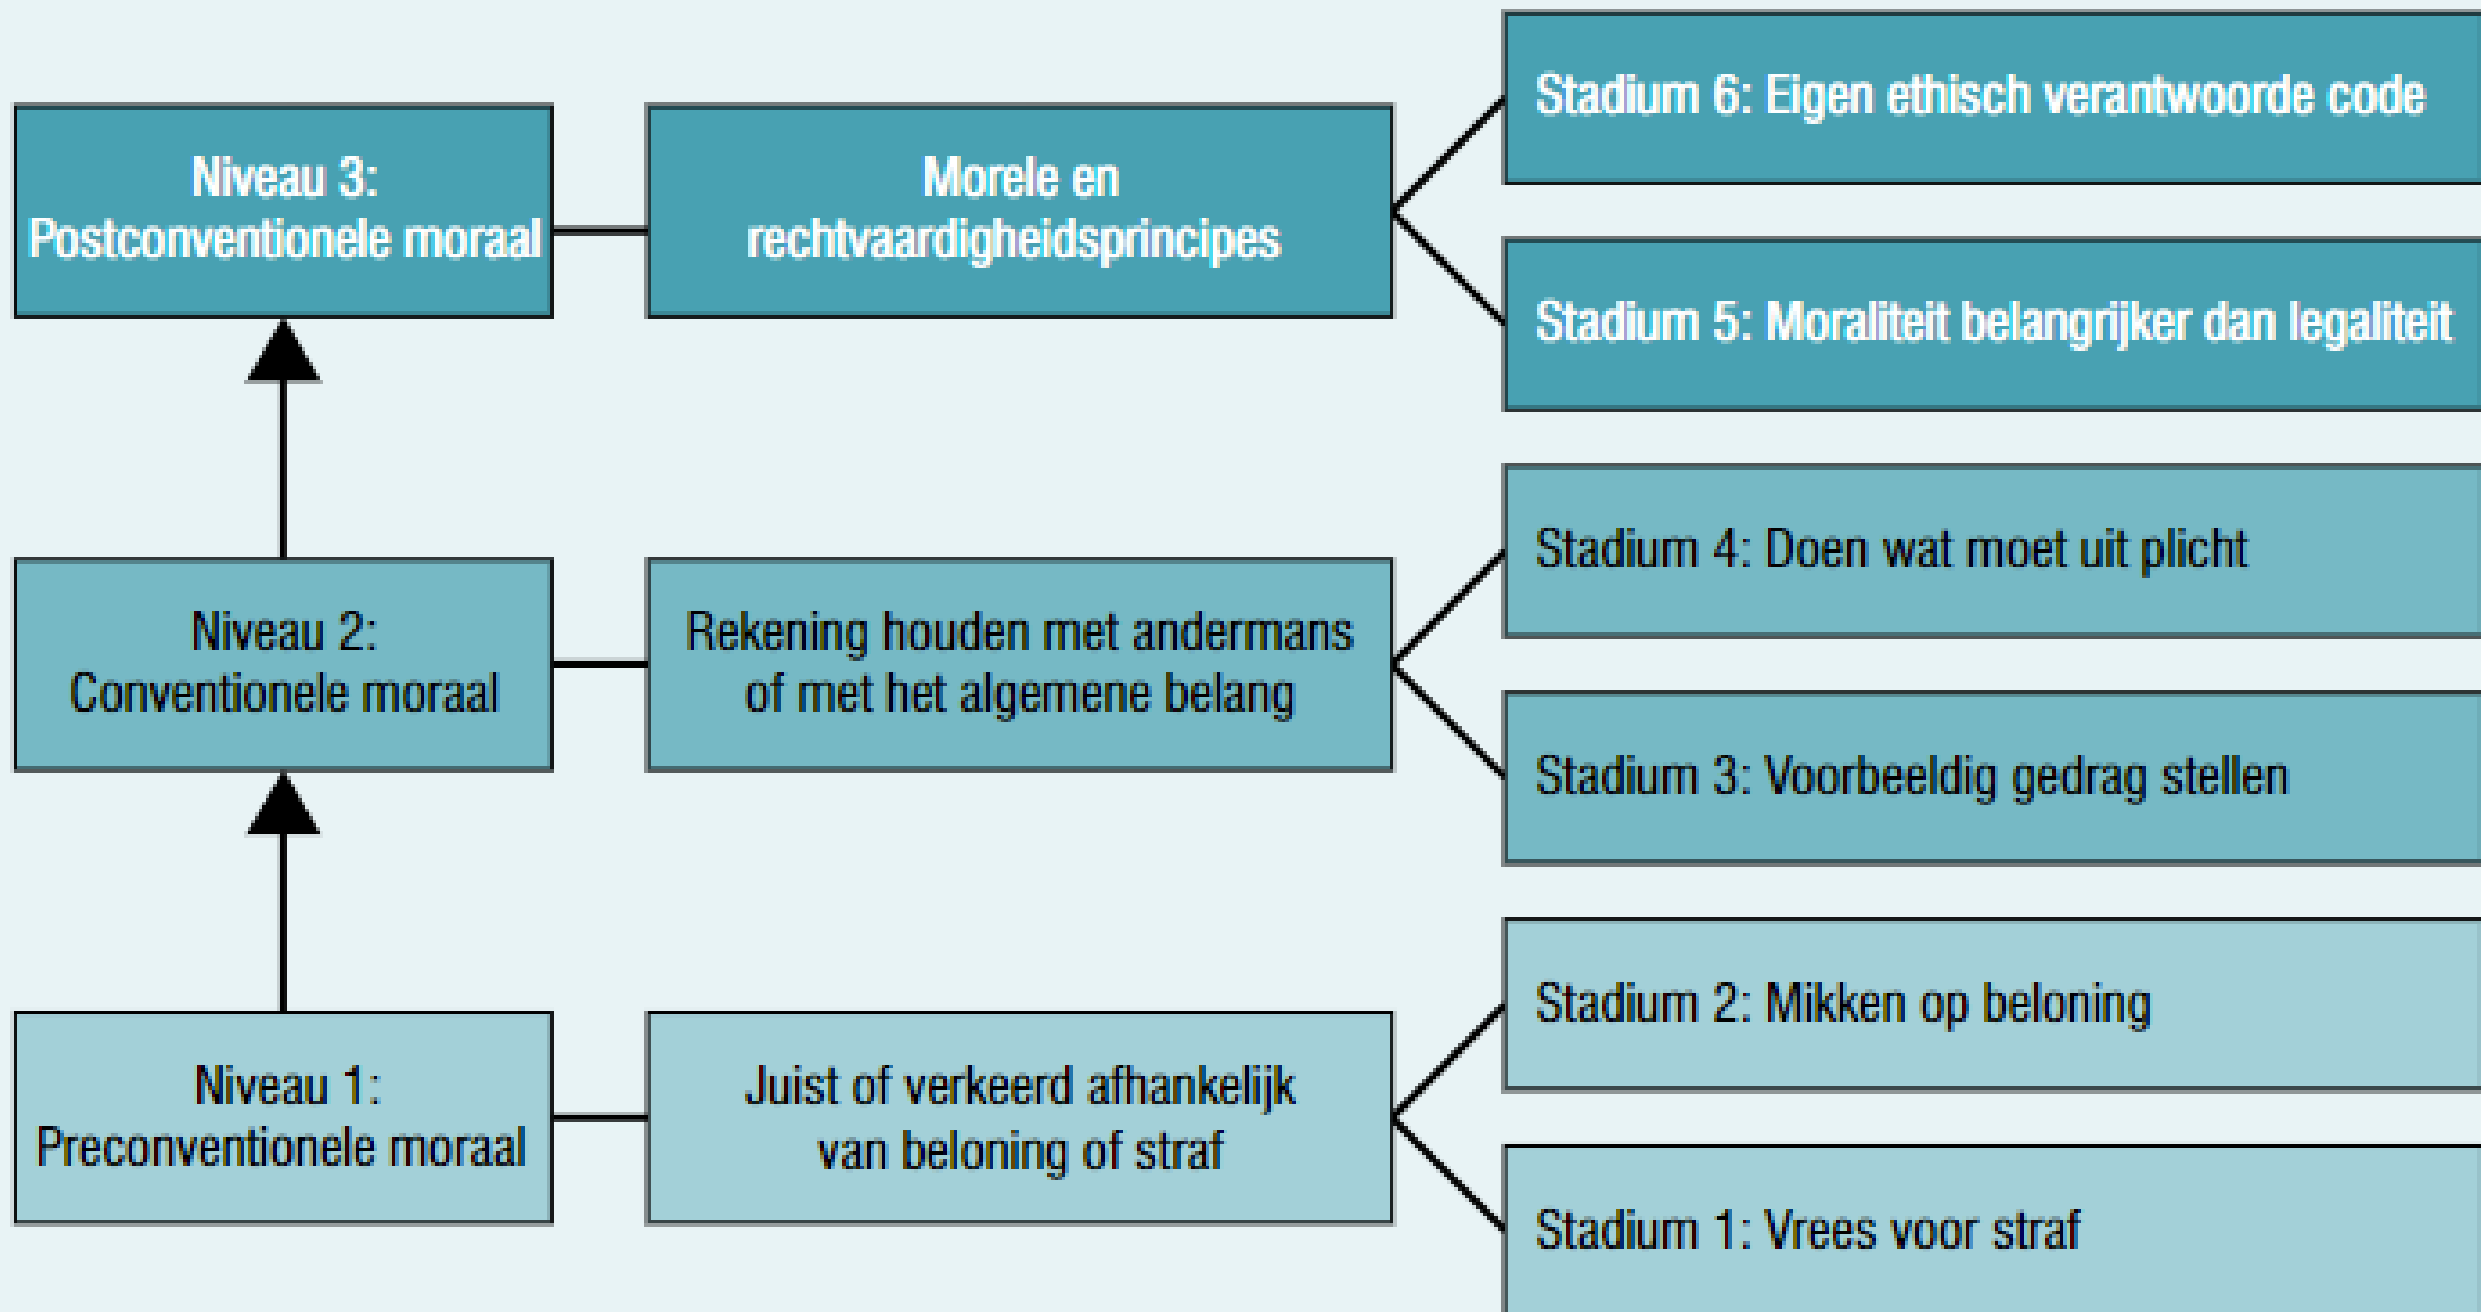 Niveau 3:
Postconventionele moraal
Morele en
rechtvaardigheidsprincipes
Stadium 6: Eigen ethisch verantwoorde code
Stadium 5: Moraliteit belangrijker dan legaliteit
Niveau 2:
Conventionele moraal
Rekening houden met andermans
of met het algemene belang
Stadium 4: Doen wat moet uit plicht
Stadium 3: Voorbeeldig gedrag stellen
Niveau 1:
Preconventionele moraal
Juist of verkeerd afhankelijk
van beloning of straf
Stadium 2: Mikken op beloning
Stadium 1: Vrees voor straf